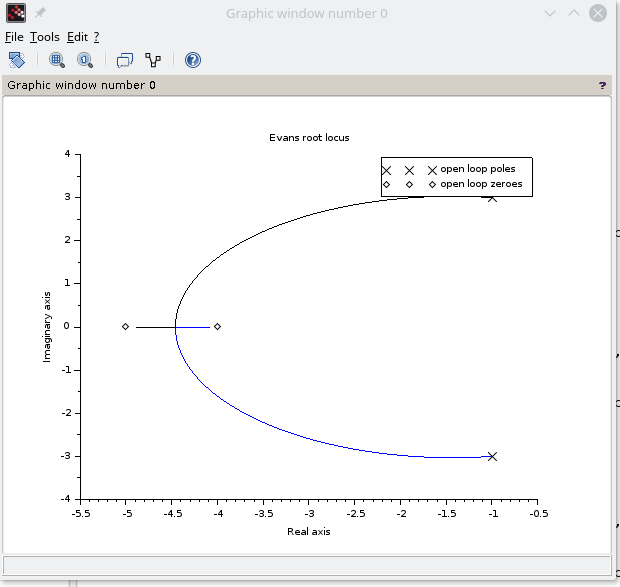 Graphic window number 0
File Tools Edit ?
Graphic window number 0 ?
Evans root locus
open loop poles
open loop zeroes
4
3
2
1
0
-1
-2
-3
-4
Imaginary axis
-5.5 -5 -4.5 -4 -3.5 -3 -2.5 -2 -1.5 -1 -0.5
Real axis